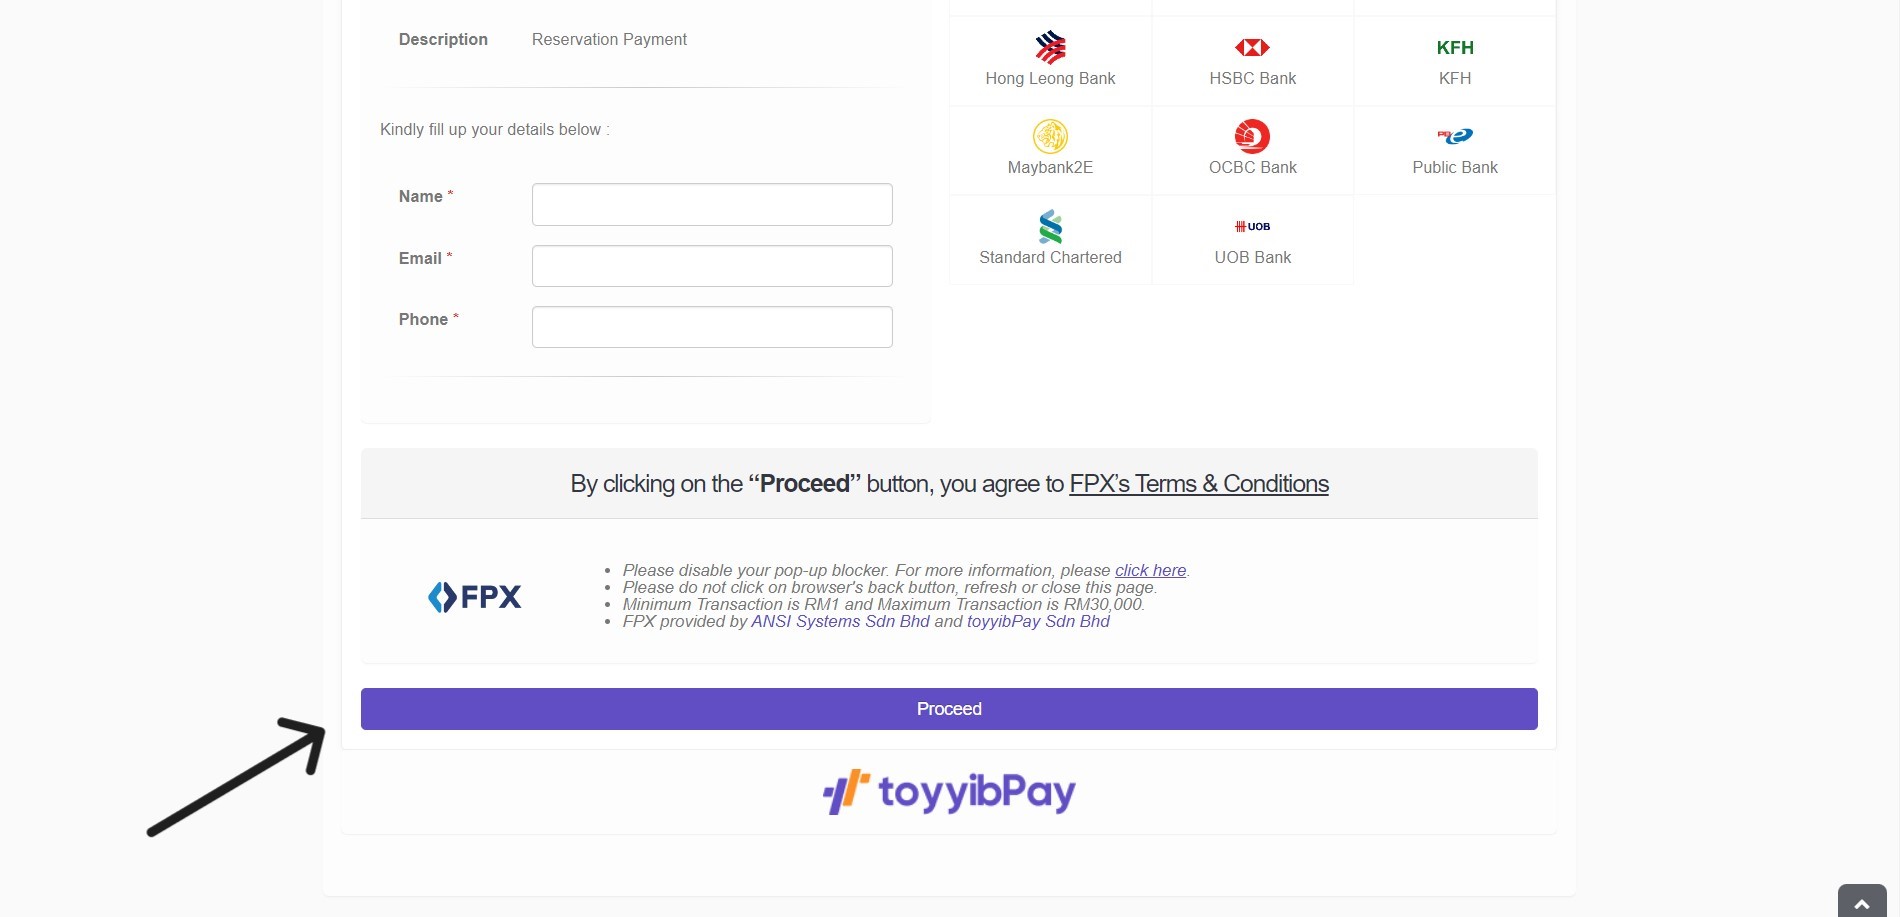 Description Reservation Payment
Kindly fill up your details below :
Name *
Email *
Phone *
Hong Leong Bank
HSBC Bank
KFH
KFH
Maybank2E
OCBC Bank
Public Bank
Standard Chartered
UOB
UOB Bank
By clicking on the “Proceed” button, you agree to FPX’s Terms & Conditions
FPX
Please disable your pop-up blocker. For more information, please click here.
Please do not click on browser's back button, refresh or close this page.
Minimum Transaction is RM1 and Maximum Transaction is RM30,000.
FPX provided by ANSI Systems Sdn Bhd and toyyibPay Sdn Bhd
Proceed
toyyibPay